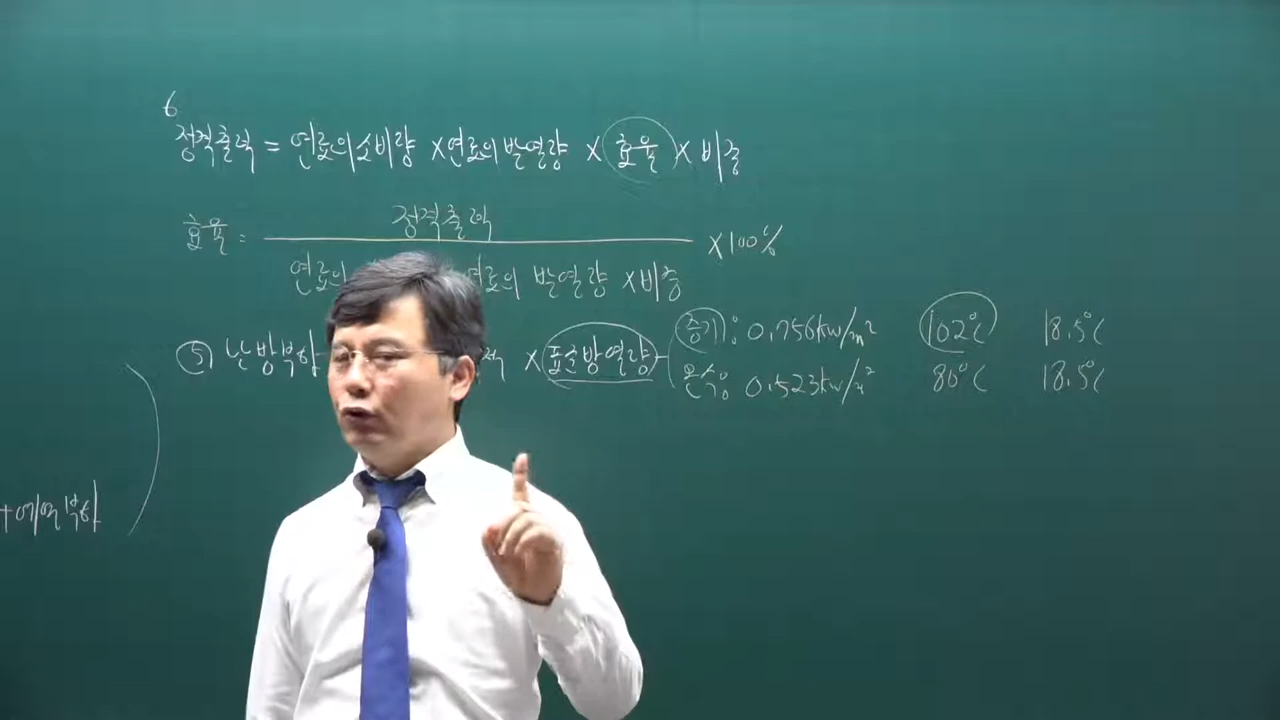 6
정격출력 = 연료의 소비량 × 연료의 발열량 × 효율 × 비중
효율 = 정격출력 × 100%
연료의 연료의 발열량 × 비중
⑤ 난방부하 × 표준방열량 증기: 0.756kw/m² 102℃ 18.5℃
온수: 0.523kw/m² 80℃ 18.5℃
+예열부하